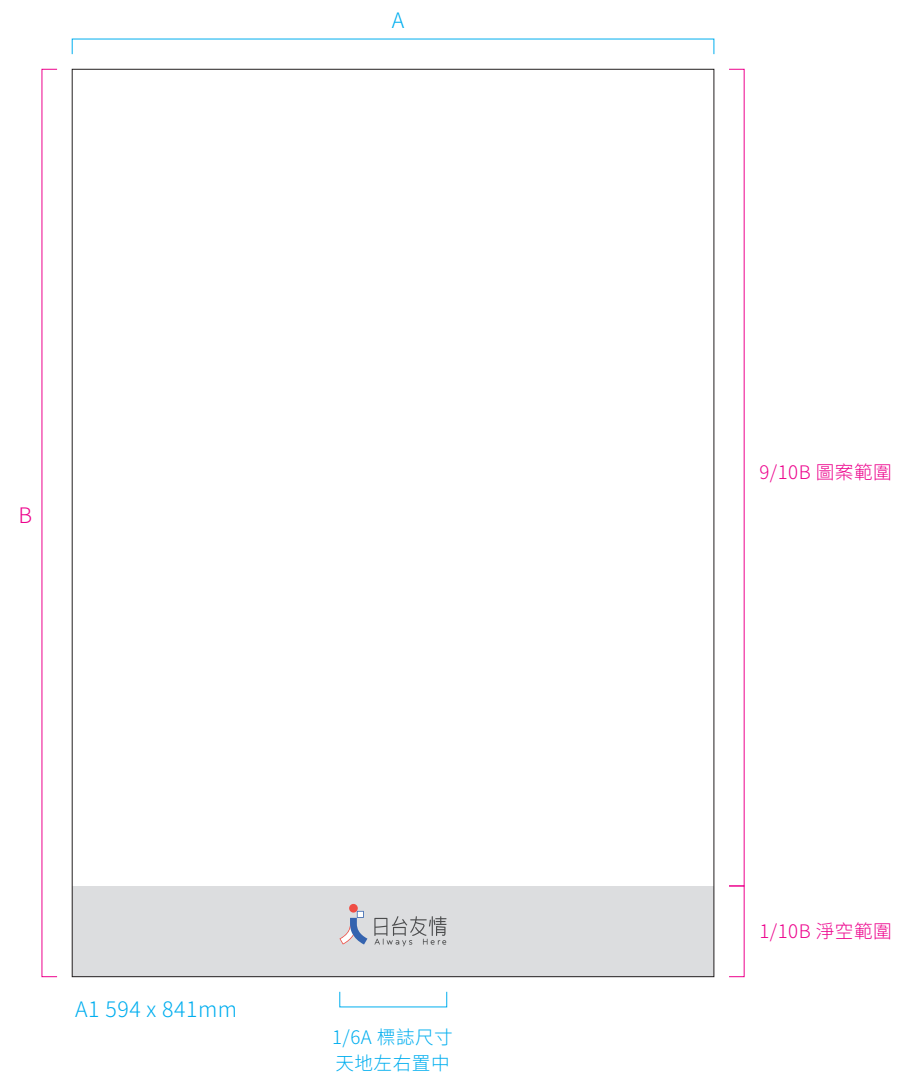 A
B
9/10B 圖案範圍
日台友情
Always Here
1/10B 淨空範圍
A1 594 x 841mm
1/6A 標誌尺寸
天地左右置中